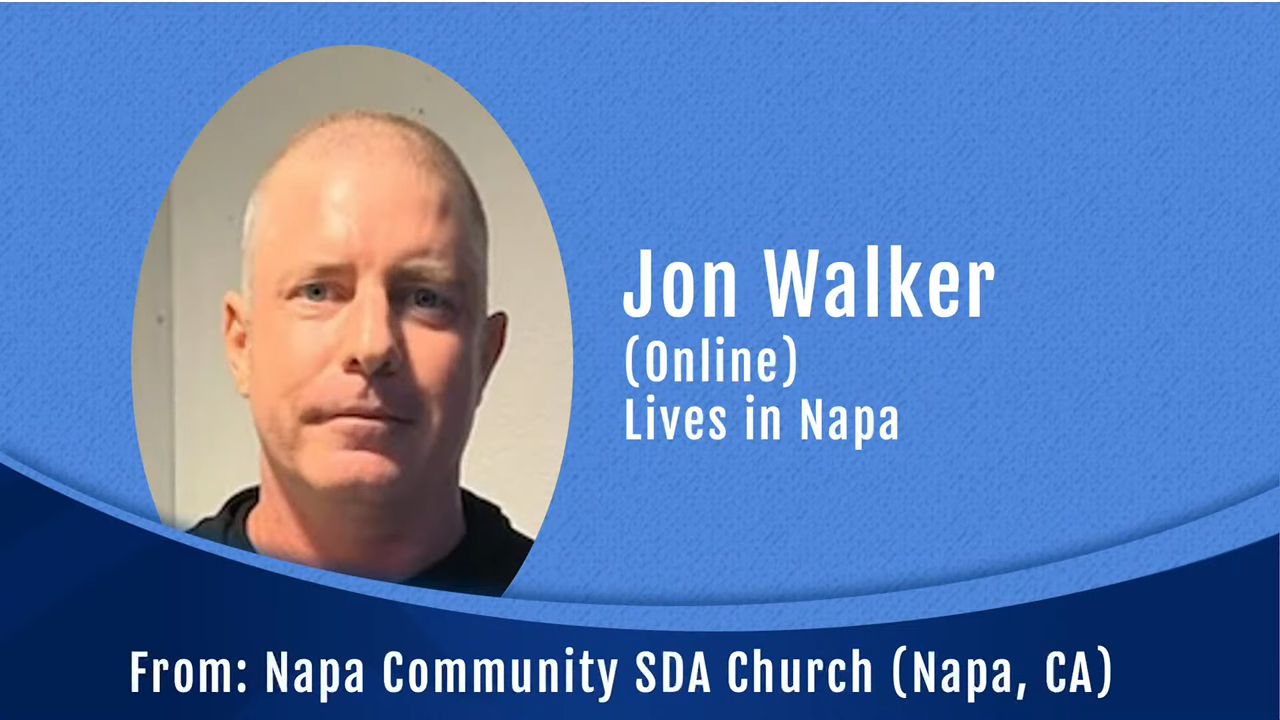 Jon Walker
(Online)
Lives in Napa
From: Napa Community SDA Church (Napa, CA)